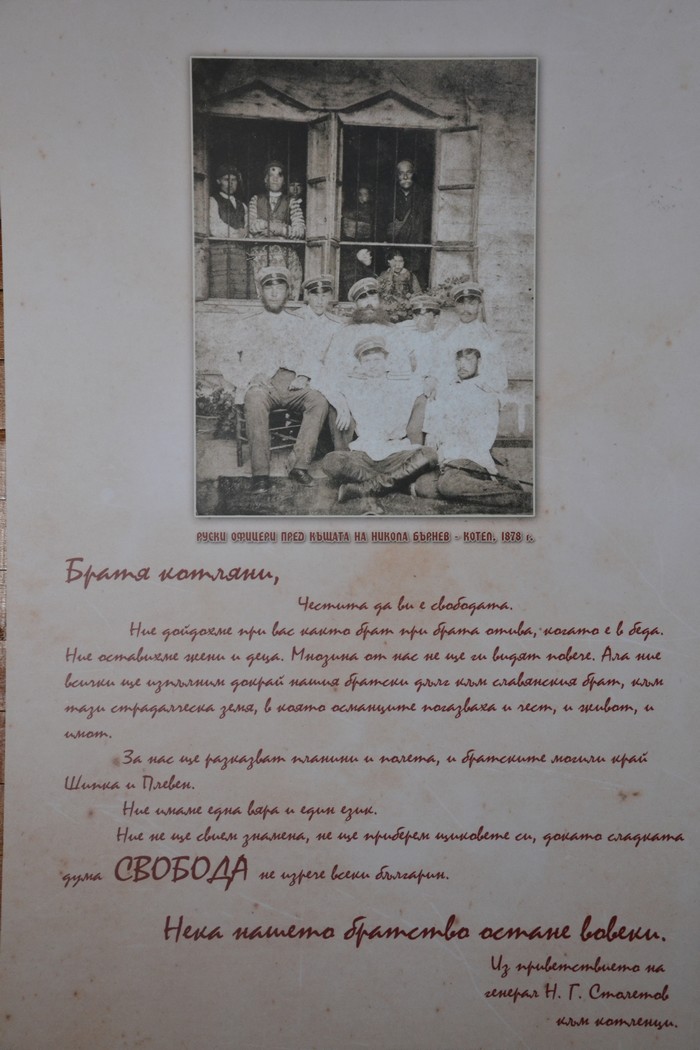 РУСКИ ОФИЦЕРИ ПРЕД КЪЩАТА НА НИКОЛА БЪРНЕВ - КОТЕЛ, 1878 г.
Братя котляни,
Честита да ви е свободата.
Ние дойдохме при вас както брат при брата отива, когато е в беда.
Ние оставихме жени и деца. Мнозина от нас не ще ги видят повече. Ала ние
всички ще изпълним докрай нашия братски дълг към славянския брат, към
тази страдалческа земя, в която османците погазваха и чест, и живот, и
имот.
За нас ще разказват планини и полета, и братските могили край
Шипка и Плевен.
Ние имаме една вяра и един език.
Ние не ще свием знамена, не ще приберем щиковете си, докато сладката
дума СВОБОДА не изрече всеки българин.
Нека нашето братство остане вовеки.
Из приветствието на
генерал Н. Г. Столетов
към котленци.